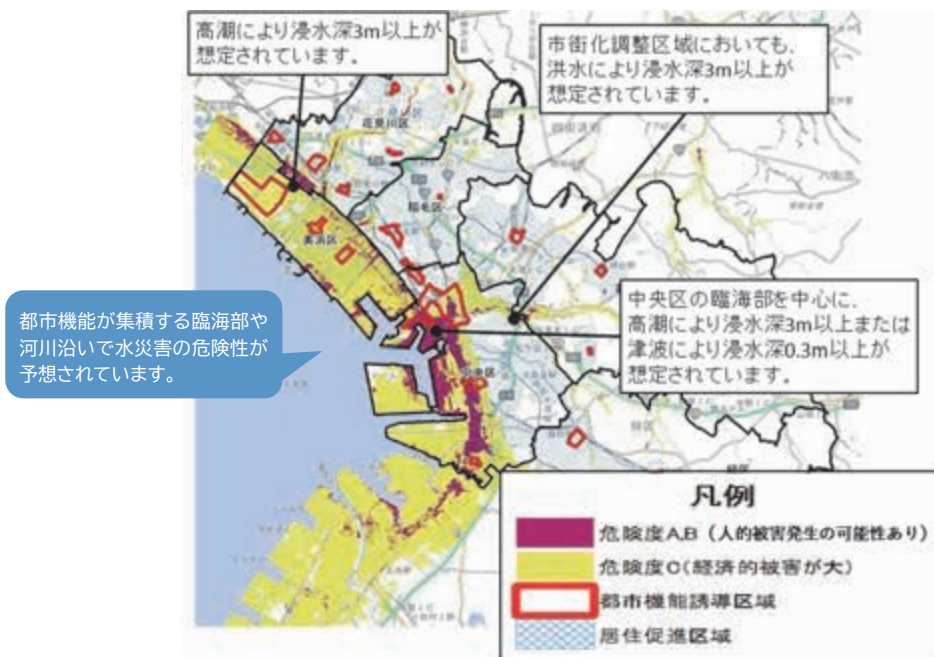 高潮により浸水深3m以上が
想定されています。
市街化調整区域においても、
洪水により浸水深3m以上が
想定されています。
花見川区
稲毛区
美浜区
中央区の臨海部を中心に、
高潮により浸水深3m以上または
津波により浸水深0.3m以上が
想定されています。
都市機能が集積する臨海部や
河川沿いで水災害の危険性が
予想されています。
中央区
緑区
凡例
危険度A,B（人的被害発生の可能性あり）
危険度C(経済的被害が大)
都市機能誘導区域
居住促進区域